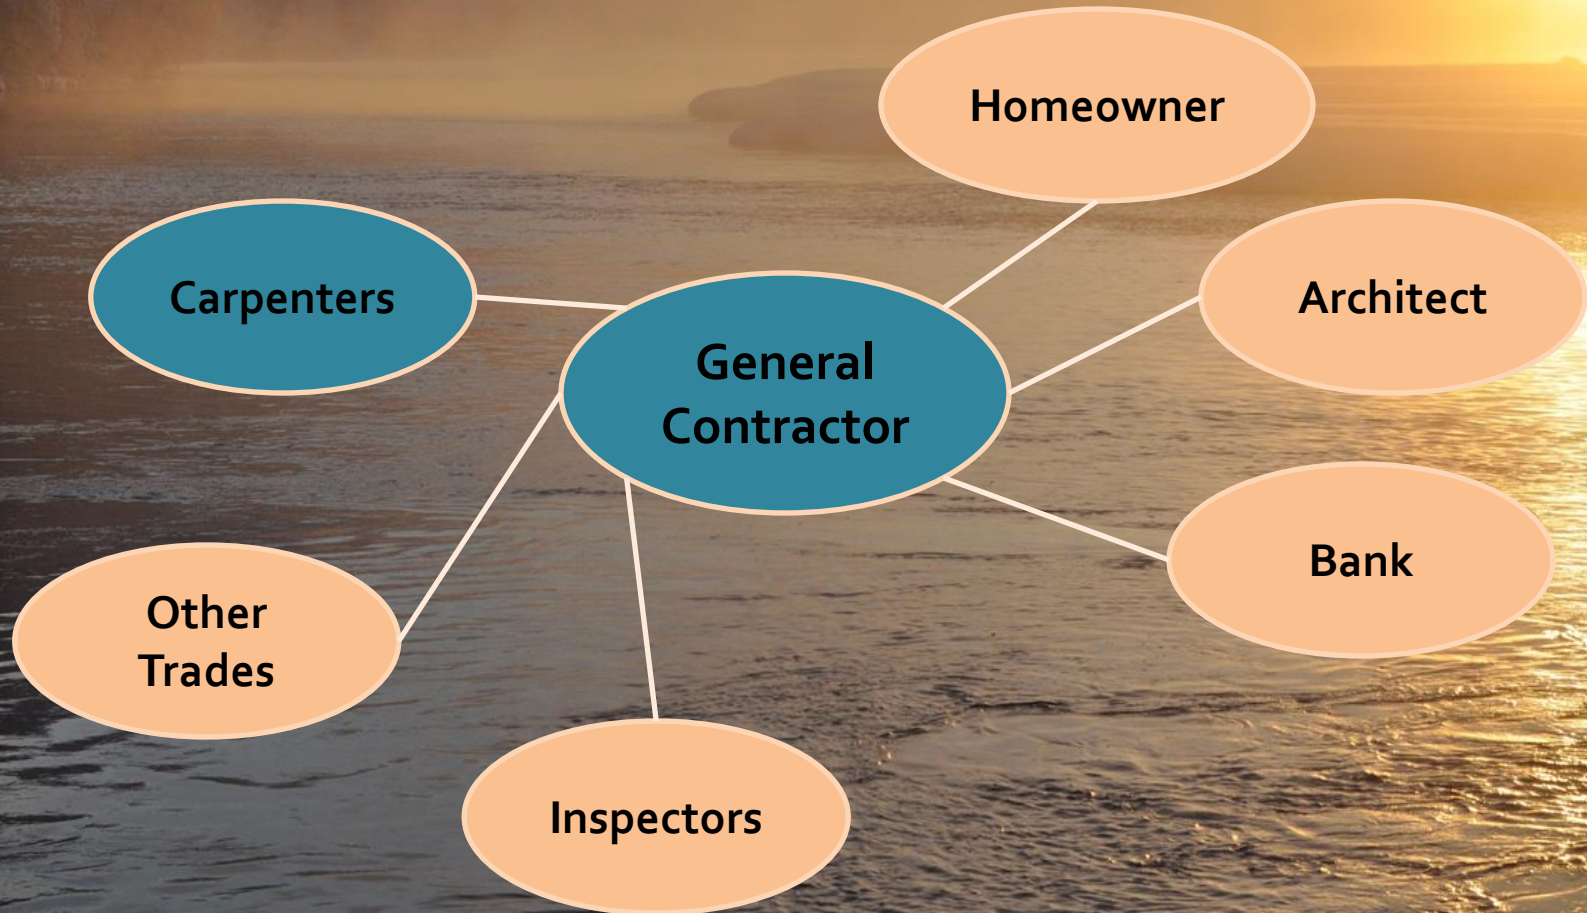 Homeowner
Carpenters
Architect
General
Contractor
Bank
Other
Trades
Inspectors